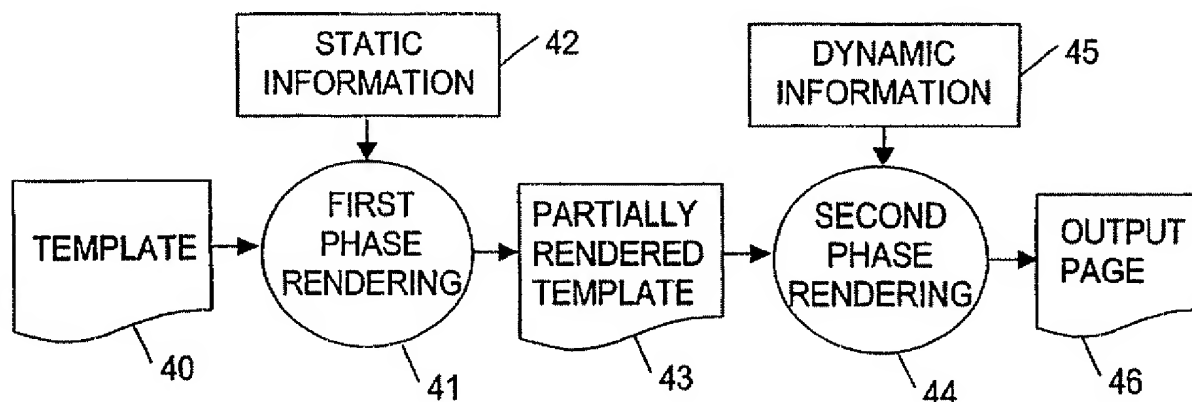 STATIC
INFORMATION
42
DYNAMIC
INFORMATION
45
TEMPLATE
40
FIRST
PHASE
RENDERING
41
PARTIALLY
RENDERED
TEMPLATE
43
SECOND
PHASE
RENDERING
44
OUTPUT
PAGE
46